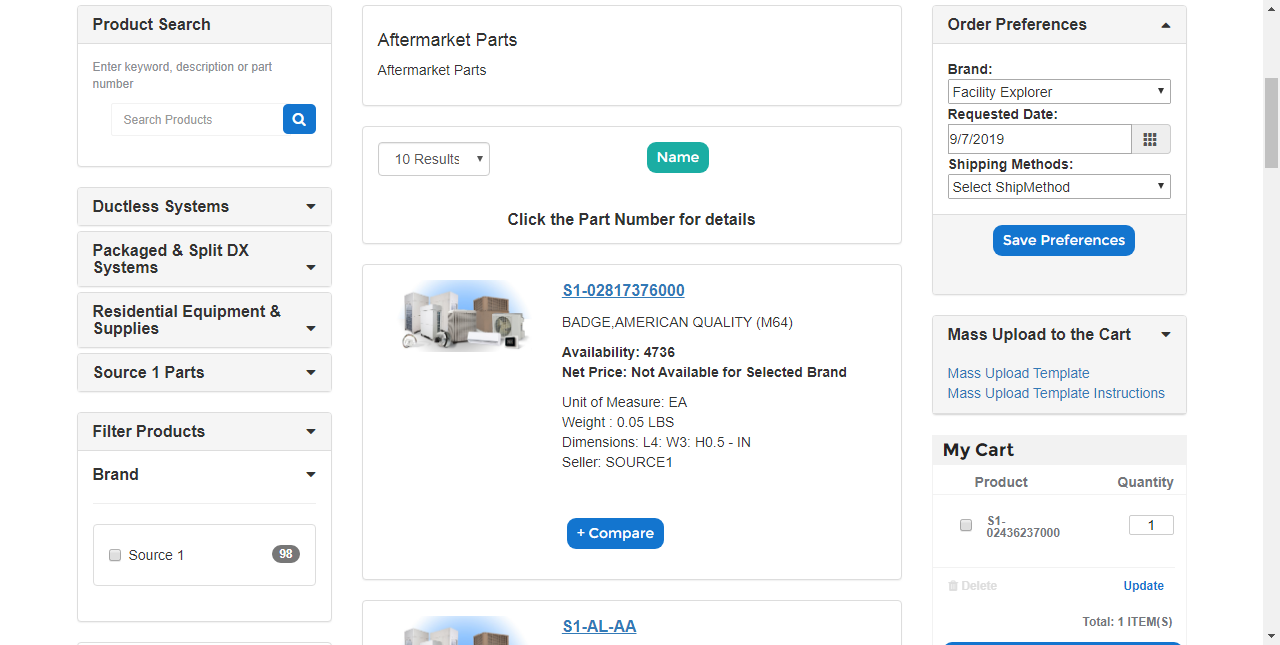 Product Search
Enter keyword, description or part
number
Search Products
Ductless Systems
Packaged & Split DX
Systems
Residential Equipment &
Supplies
Source 1 Parts
Filter Products
Brand
Source 1
98
Aftermarket Parts
Aftermarket Parts
10 Results
Name
Click the Part Number for details
S1-02817376000
BADGE,AMERICAN QUALITY (M64)
Availability: 4736
Net Price: Not Available for Selected Brand
Unit of Measure: EA
Weight : 0.05 LBS
Dimensions: L4: W3: H0.5 - IN
Seller: SOURCE1
+ Compare
S1-AL-AA
Order Preferences
Brand:
Facility Explorer
Requested Date:
9/7/2019
Shipping Methods:
Select ShipMethod
Save Preferences
Mass Upload to the Cart
Mass Upload Template
Mass Upload Template Instructions
My Cart
Product Quantity
S1-
02436237000
1
Delete Update
Total: 1 ITEM(S)